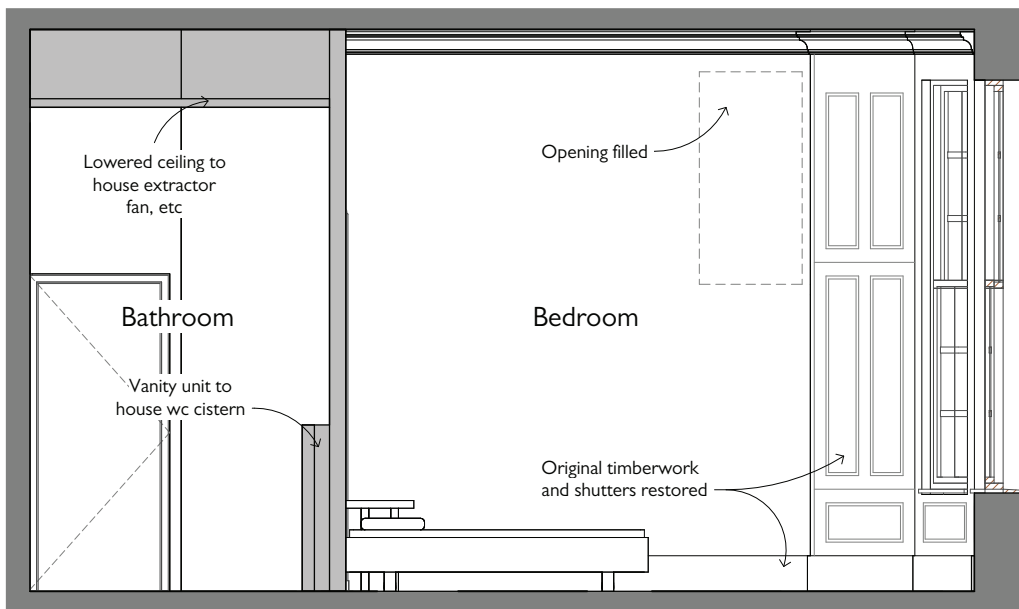 Lowered ceiling to
house extractor
fan, etc
Opening filled
Bathroom
Bedroom
Vanity unit to
house wc cistern
Original timberwork
and shutters restored